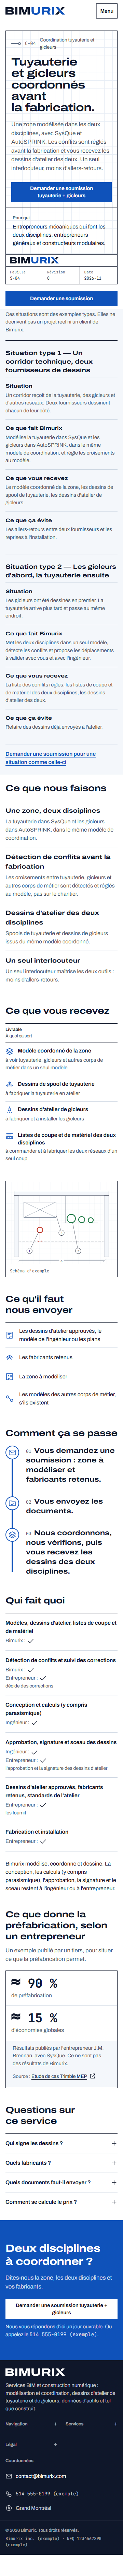 BIMURIX
Menu
C-04
Coordination tuyauterie et
gicleurs
Tuyauterie
et gicleurs
coordonnés
avant
la fabrication.
Une zone modélisée dans les deux
disciplines, avec SysQue et
AutoSPRINK. Les conflits sont réglés
avant la fabrication et vous recevez les
dessins d'atelier des deux. Un seul
interlocuteur, moins d'allers-retours.
Demander une soumission
tuyauterie + gicleurs
Pour qui
Entrepreneurs mécaniques qui font les
deux disciplines, entrepreneurs
généraux et constructeurs modulaires.
BIMURIX
Feuille
S-04
Révision
0
Date
2026-11
Demander une soumission
Ces situations sont des exemples types. Elles ne
décrivent pas un projet réel ni un client de
Bimurix.
Situation type 1 — Un
corridor technique, deux
fournisseurs de dessins
Situation
Un corridor reçoit de la tuyauterie, des gicleurs et
d'autres réseaux. Deux fournisseurs dessinent
chacun de leur côté.
Ce que fait Bimurix
Modélise la tuyauterie dans SysQue et les
gicleurs dans AutoSPRINK, dans le même
modèle de coordination, et règle les croisements
au modèle.
Ce que vous recevez
Le modèle coordonné de la zone, les dessins de
spool de tuyauterie, les dessins d'atelier de
gicleurs.
Ce que ça évite
Les allers-retours entre deux fournisseurs et les
reprises à l'installation.
Situation type 2 — Les gicleurs
d'abord, la tuyauterie ensuite
Situation
Les gicleurs ont été dessinés en premier. La
tuyauterie arrive plus tard et passe au même
endroit.
Ce que fait Bimurix
Met les deux disciplines dans un seul modèle,
détecte les conflits et propose les déplacements
à valider avec vous et avec l'ingénieur.
Ce que vous recevez
La liste des conflits réglés, les listes de coupe et
de matériel des deux disciplines, les dessins
d'atelier des deux.
Ce que ça évite
Refaire des dessins déjà envoyés à l'atelier.
Demander une soumission pour une
situation comme celle-ci
Ce que nous faisons
Une zone, deux disciplines
La tuyauterie dans SysQue et les gicleurs
dans AutoSPRINK, dans le même modèle de
coordination.
Détection de conflits avant la
fabrication
Les croisements entre tuyauterie, gicleurs et
autres corps de métier sont détectés et réglés
au modèle, pas sur le chantier.
Dessins d'atelier des deux
disciplines
Spools de tuyauterie et dessins de gicleurs
issus du même modèle coordonné.
Un seul interlocuteur
Un seul interlocuteur maîtrise les deux outils :
moins d'allers-retours.
Ce que vous recevez
Livrable
À quoi ça sert
Modèle coordonné de la zone
à voir tuyauterie, gicleurs et autres corps de
métier dans un seul modèle
Dessins de spool de tuyauterie
à fabriquer la tuyauterie en atelier
Dessins d'atelier de gicleurs
à fabriquer et à installer les gicleurs
Listes de coupe et de matériel des deux
disciplines
à commander et à fabriquer les deux réseaux d'un
seul coup
Schéma d'exemple
Ce qu'il faut
nous envoyer
Les dessins d'atelier approuvés, le
modèle de l'ingénieur ou les plans
Les fabricants retenus
La zone à modéliser
Les modèles des autres corps de métier,
s'ils existent
Comment ça se passe
01 Vous demandez une
soumission : zone à
modéliser et
fabricants retenus.
02 Vous envoyez les
documents.
03 Nous coordonnons,
nous vérifions, puis
vous recevez les
dessins des deux
disciplines.
Qui fait quoi
Modèles, dessins d'atelier, listes de coupe et
de matériel
Bimurix :
Détection de conflits et suivi des corrections
Bimurix :
Entrepreneur :
décide des corrections
Conception et calculs (y compris
parasismique)
Ingénieur :
Approbation, signature et sceau des dessins
Ingénieur :
Entrepreneur :
l'approbation et la signature des dessins d'atelier
Dessins d'atelier approuvés, fabricants
retenus, standards de l'atelier
Entrepreneur :
les fournit
Fabrication et installation
Entrepreneur :
Bimurix modélise, coordonne et dessine. La
conception, les calculs (y compris
parasismique), l'approbation, la signature et le
sceau restent à l'ingénieur ou à l'entrepreneur.
Ce que donne la
préfabrication, selon
un entrepreneur
Un exemple publié par un tiers, pour situer
ce que la préfabrication permet.
≈ 90 %
de préfabrication
≈ 15 %
d'économies globales
Résultats publiés par l'entrepreneur J.M.
Brennan, avec SysQue. Ce ne sont pas
des résultats de Bimurix.
Source : Étude de cas Trimble MEP
Questions sur
ce service
Qui signe les dessins ?
Quels fabricants ?
Quels documents faut-il envoyer ?
Comment se calcule le prix ?
Deux disciplines
à coordonner ?
Dites-nous la zone, les deux disciplines et
vos fabricants.
Demander une soumission tuyauterie +
gicleurs
Nous vous répondons d'ici un jour ouvrable. Ou
appelez le 514 555-0199 (exemple).
BIMURIX
Services BIM et construction numérique :
modélisation et coordination, dessins d'atelier de
tuyauterie et de gicleurs, données d'actifs et tel
que construit.
Navigation
Services
Légal
Coordonnées
contact@bimurix.com
514 555-0199 (exemple)
Grand Montréal
© 2026 Bimurix. Tous droits réservés.
Bimurix inc. (exemple) · NEQ 1234567890
(exemple)